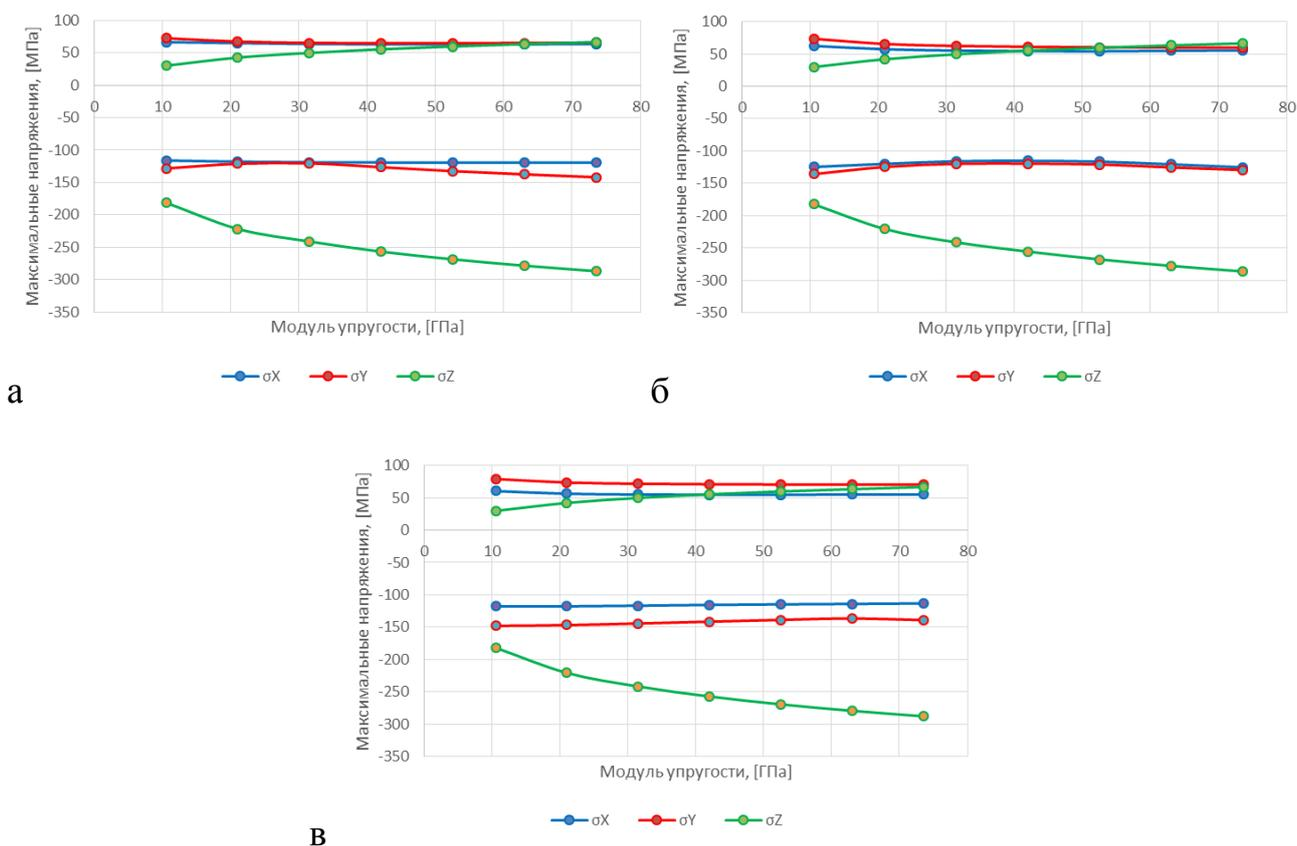 Максимальные напряжения, [МПа]
100
50
0
-50
-100
-150
-200
-250
-300
-350
0 10 20 30 40 50 60 70 80
Модуль упругости, [ГПа]
σX σY σZ
а
Максимальные напряжения, [МПа]
100
50
0
-50
-100
-150
-200
-250
-300
-350
0 10 20 30 40 50 60 70 80
Модуль упругости, [ГПа]
σX σY σZ
б
Максимальные напряжения, [МПа]
100
50
0
-50
-100
-150
-200
-250
-300
-350
0 10 20 30 40 50 60 70 80
Модуль упругости, [ГПа]
σX σY σZ
в